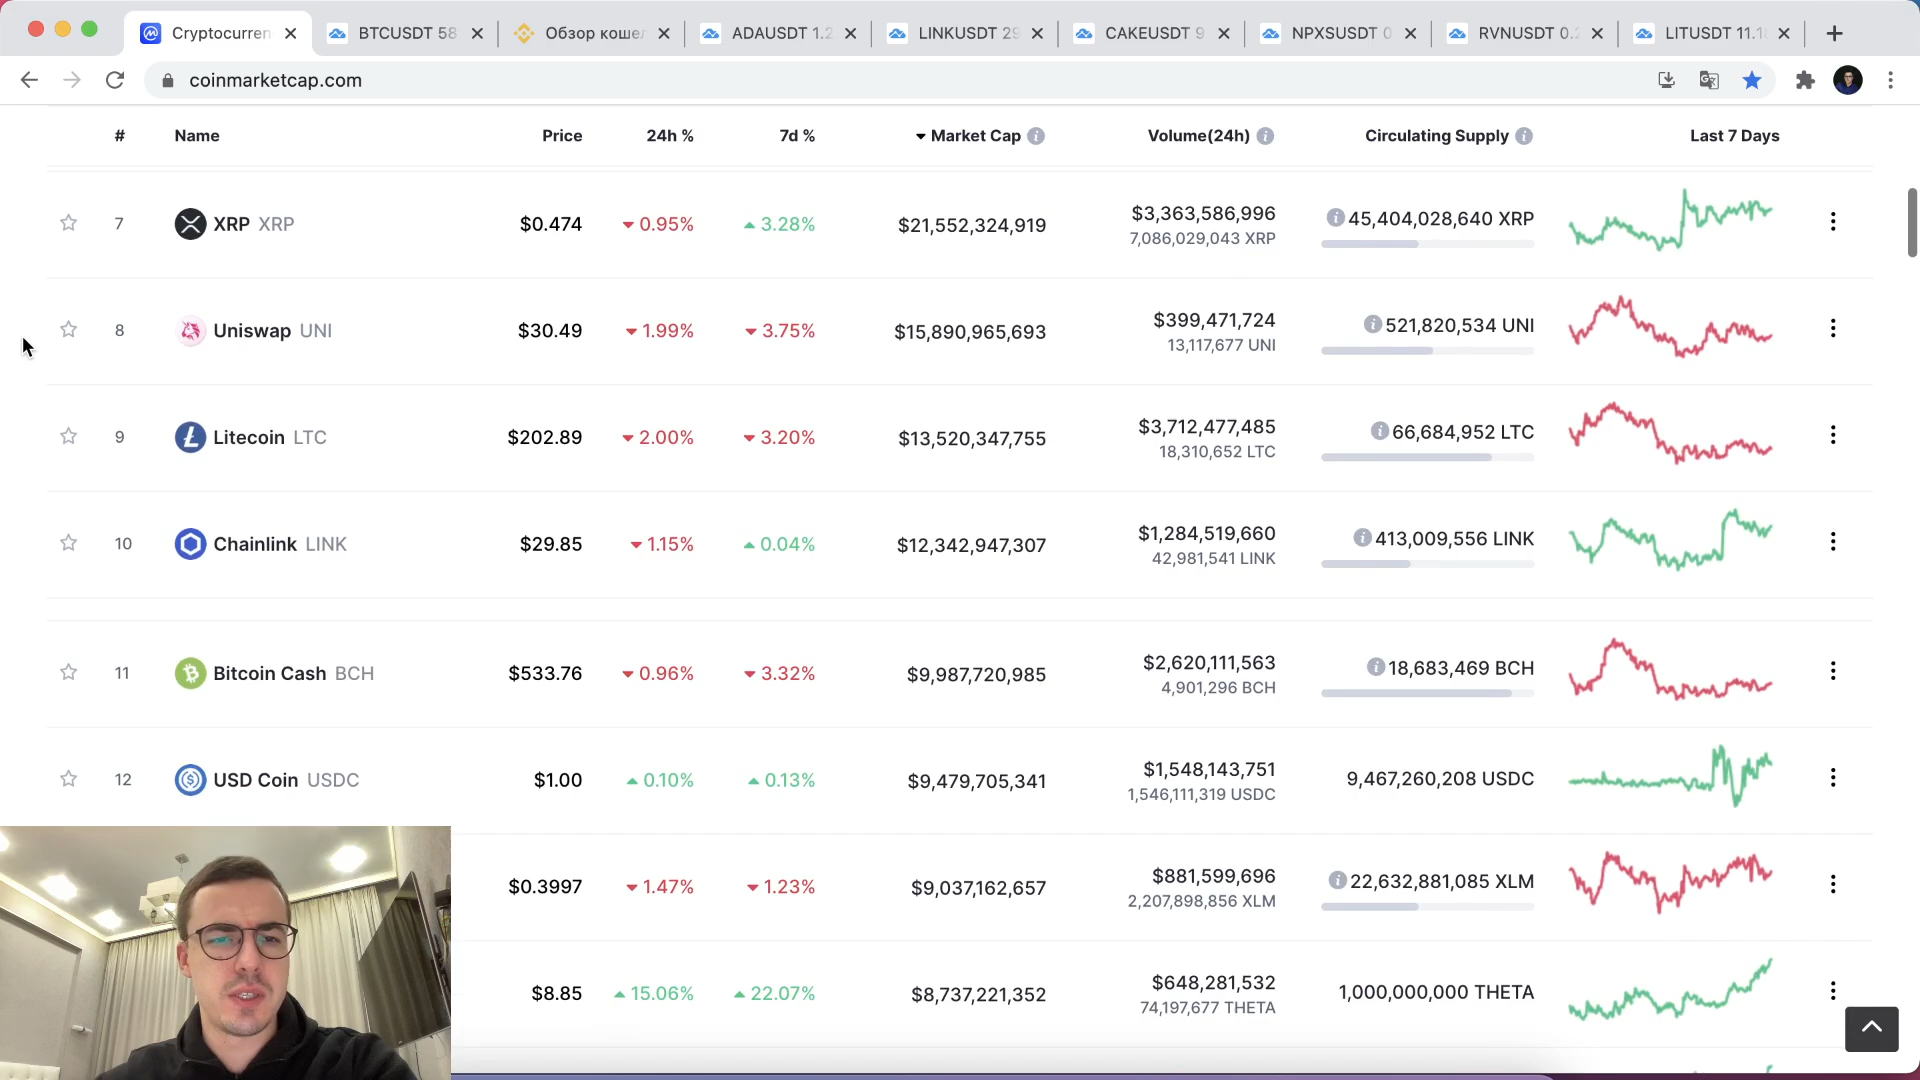 Cryptocurren
BTCUSDT 58
Обзор коше
ADAUSDT 1.2
LINKUSDT 29
CAKEUSDT 9
NPXSUSDT 0
RVNUSDT 0.
LITUSDT 11.1
coinmarketcap.com
# Name Price 24h % 7d % Market Cap Volume(24h) Circulating Supply Last 7 Days
7 XRP XRP $0.474 0.95% 3.28% $21,552,324,919 $3,363,586,996 45,404,028,640 XRP
7,086,029,043 XRP
8 Uniswap UNI $30.49 1.99% 3.75% $15,890,965,693 $399,471,724 521,820,534 UNI
13,117,677 UNI
9 Litecoin LTC $202.89 2.00% 3.20% $13,520,347,755 $3,712,477,485 66,684,952 LTC
18,310,652 LTC
10 Chainlink LINK $29.85 1.15% 0.04% $12,342,947,307 $1,284,519,660 413,009,556 LINK
42,981,541 LINK
11 Bitcoin Cash BCH $533.76 0.96% 3.32% $9,987,720,985 $2,620,111,563 18,683,469 BCH
4,901,296 BCH
12 USD Coin USDC $1.00 0.10% 0.13% $9,479,705,341 $1,548,143,751 9,467,260,208 USDC
1,546,111,319 USDC
$0.3997 1.47% 1.23% $9,037,162,657 $881,599,696 22,632,881,085 XLM
2,207,898,856 XLM
$8.85 15.06% 22.07% $8,737,221,352 $648,281,532 1,000,000,000 THETA
74,197,677 THETA